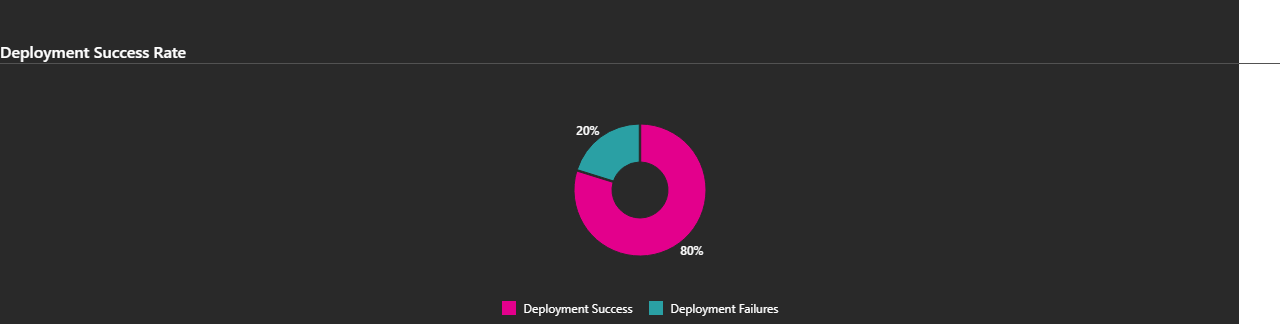 Deployment Success Rate
20%
80%
Deployment Success
Deployment Failures